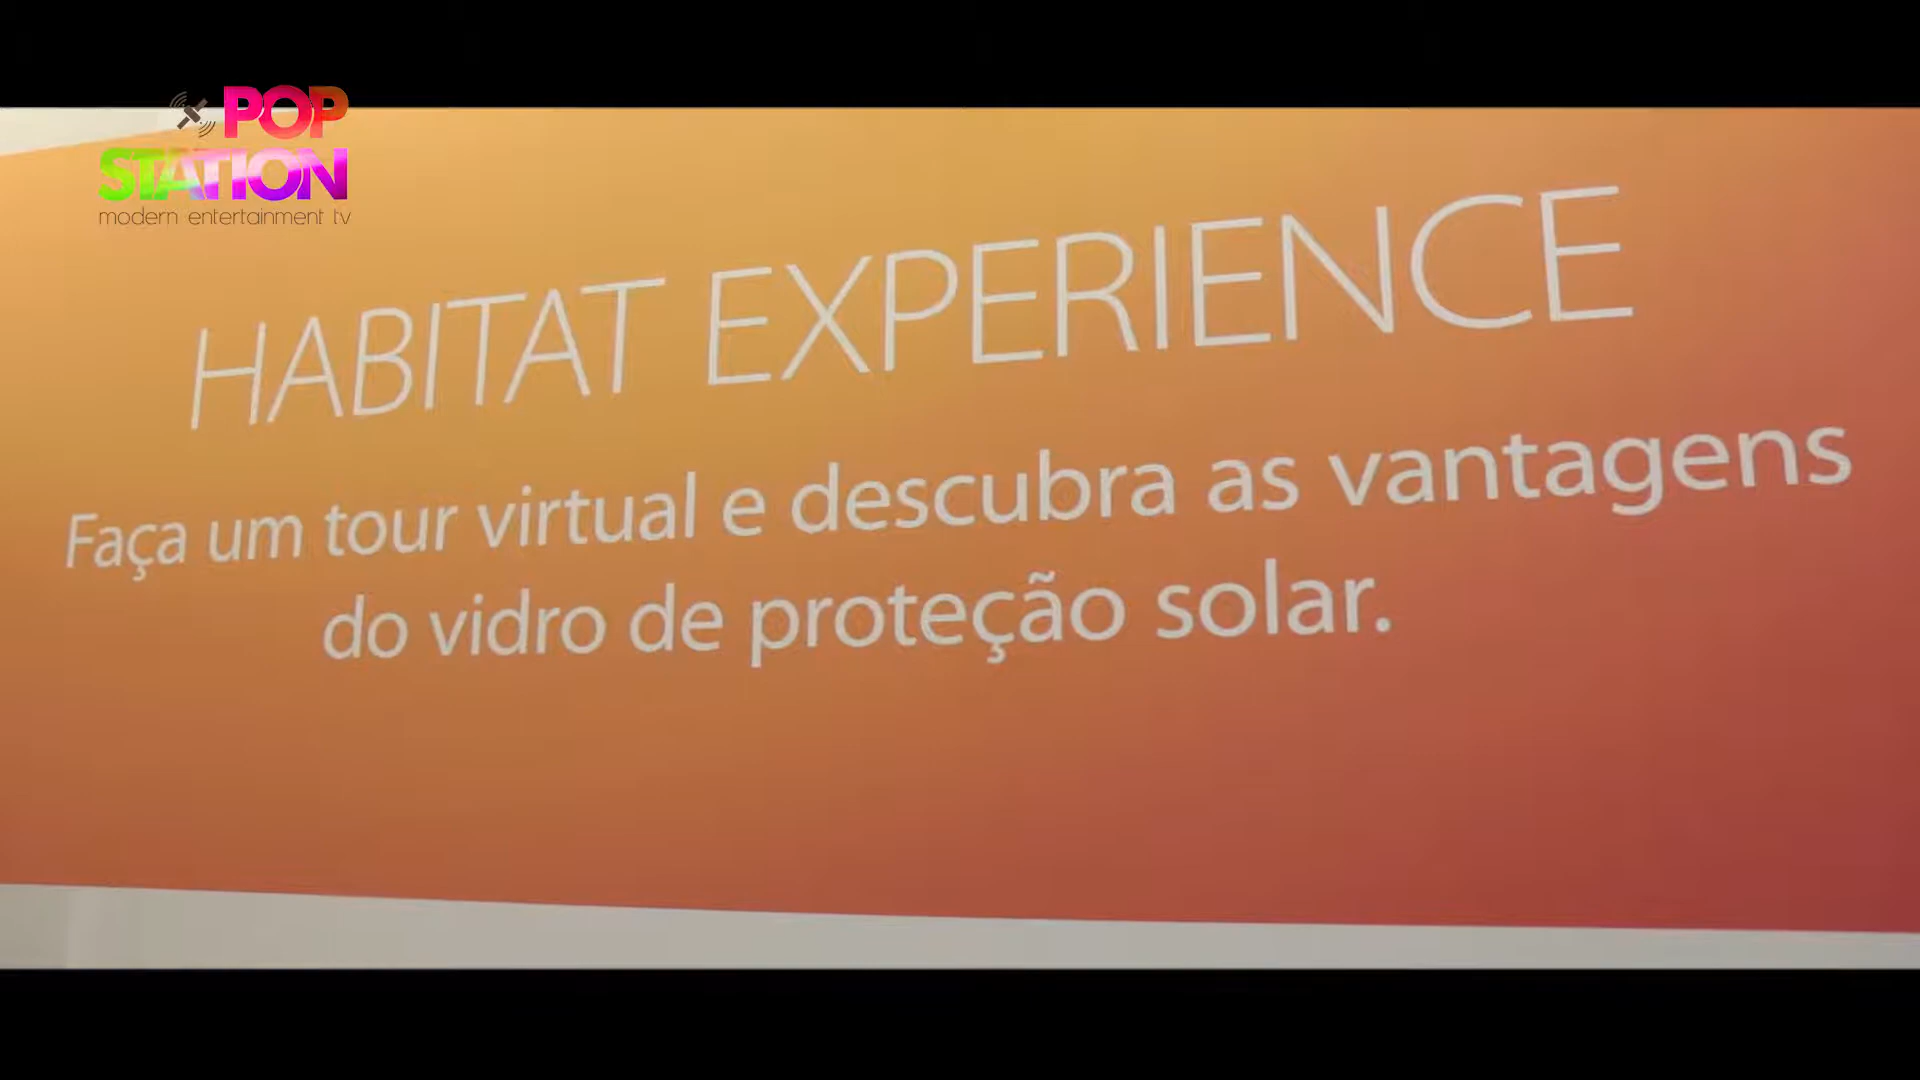 POP
STATION
modern entertainment tv
HABITAT EXPERIENCE
Faça um tour virtual e descubra as vantagens
do vidro de proteção solar.